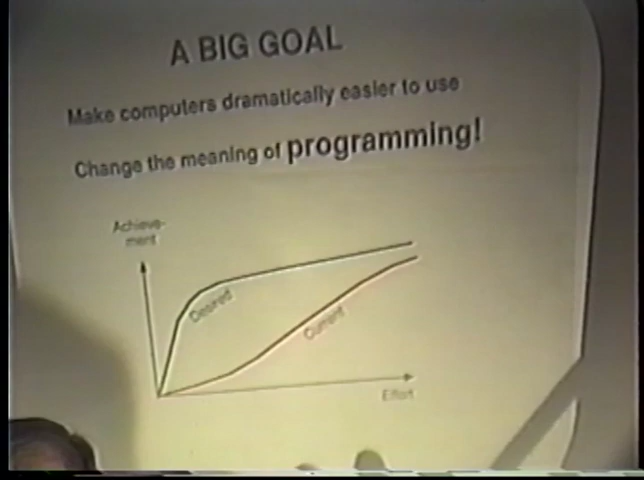 A BIG GOAL
Make computers dramatically easier to use
Change the meaning of programming!
Achieve-
ment
Desired
Current
Effort